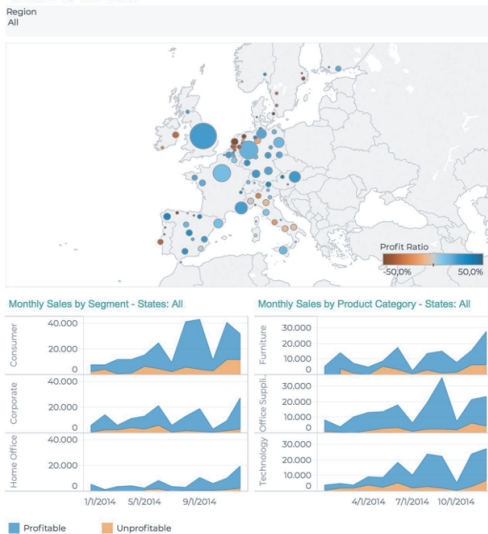 Region
All
Profit Ratio
-50,0% 50,0%
Monthly Sales by Segment - States: All
Consumer
40.000
20.000
0
Corporate
40.000
20.000
0
Home Office
40.000
20.000
0
1/1/2014 5/1/2014 9/1/2014
Monthly Sales by Product Category - States: All
Furniture
30.000
20.000
10.000
0
Office Suppli..
30.000
20.000
10.000
0
Technology
30.000
20.000
10.000
0
4/1/2014 7/1/2014 10/1/2014
Profitable Unprofitable